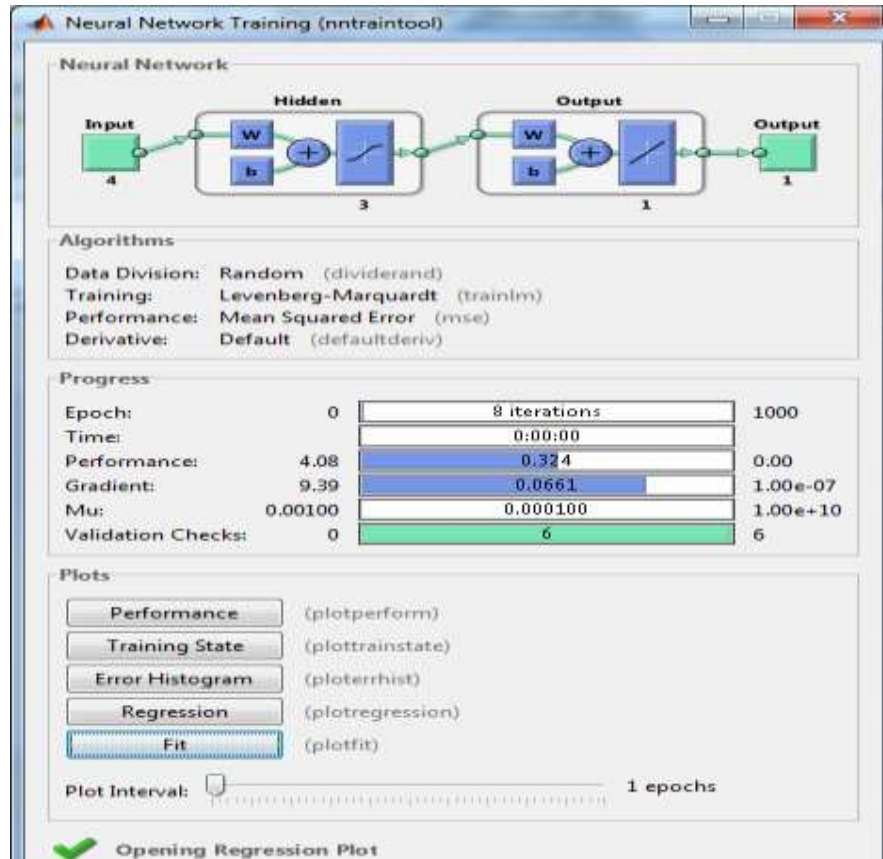 Neural Network Training (nntraintool)
Neural Network
Hidden
Output
Input
W
b
+
W
b
+
Output
4
3
1
1
Algorithms
Data Division: Random (dividerand)
Training: Levenberg-Marquardt (trainlm)
Performance: Mean Squared Error (mse)
Derivative: Default (defaultderiv)
Progress
Epoch: 0 8 iterations 1000
Time: 0:00:00
Performance: 4.08 0.324 0.00
Gradient: 9.39 0.0661 1.00e-07
Mu: 0.00100 0.000100 1.00e+10
Validation Checks: 0 6 6
Plots
Performance (plotperform)
Training State (plottrainstate)
Error Histogram (ploterrhist)
Regression (plotregression)
Fit (plotfit)
Plot Interval: 1 epochs
Opening Regression Plot